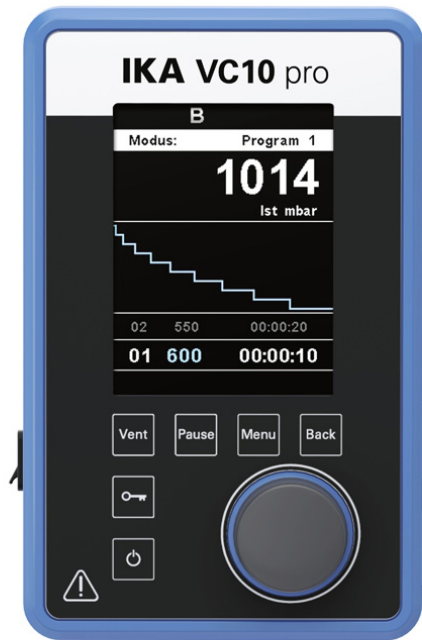 IKA VC10 pro
B
Modus: Program 1
1014
Ist mbar
02 550 00:00:20
01 600 00:00:10
Vent Pause Menu Back